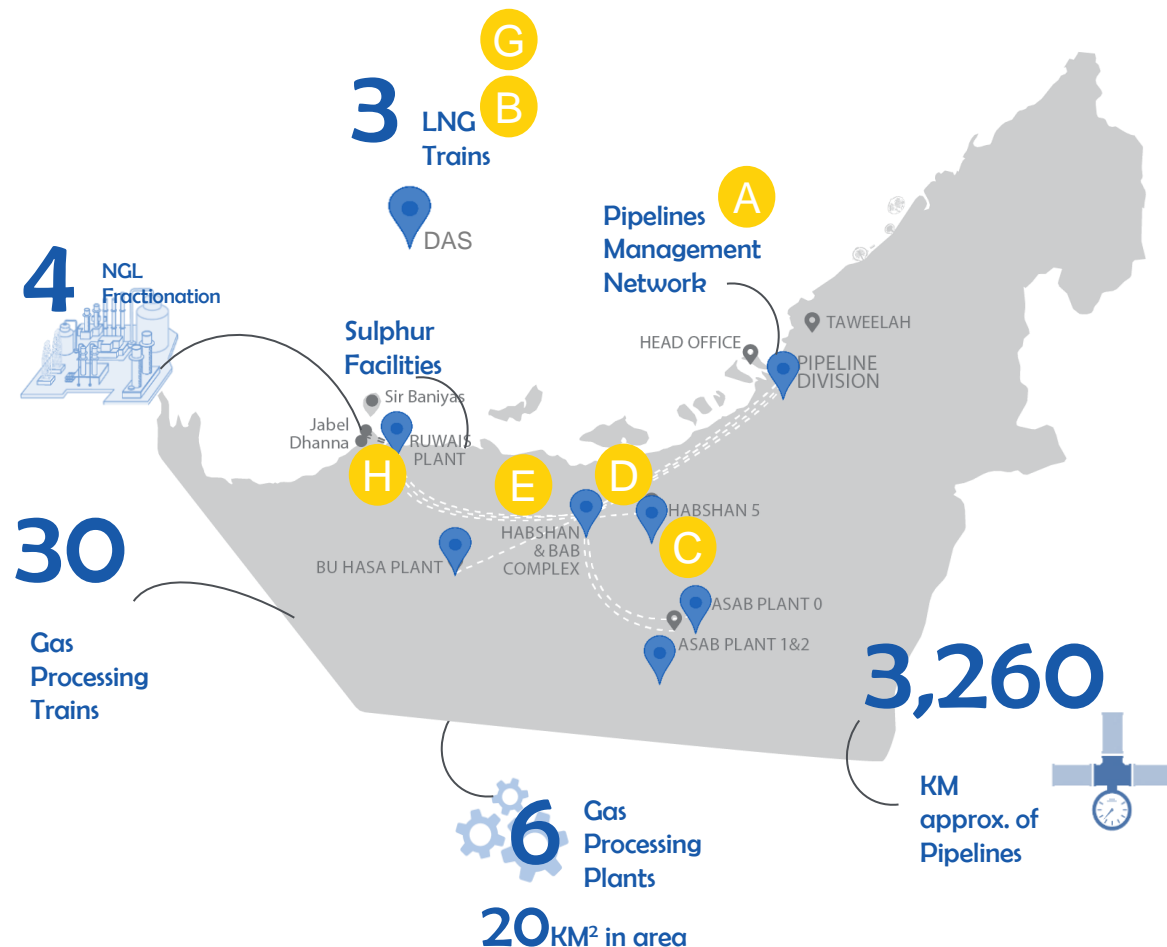 G
3
LNG
Trains
B
DAS
A
Pipelines
Management
Network
4
NGL
Fractionation
Sulphur
Facilities
TAWEELAH
HEAD OFFICE
PIPELINE
DIVISION
Sir Baniyas
Jabel
Dhanna
RUWAIS
PLANT
H
E
D
HABSHAN 5
C
HABSHAN
& BAB
COMPLEX
BU HASA PLANT
30
Gas
Processing
Trains
ASAB PLANT 0
ASAB PLANT 1&2
3,260
KM
approx. of
Pipelines
6
Gas
Processing
Plants
20KM² in area